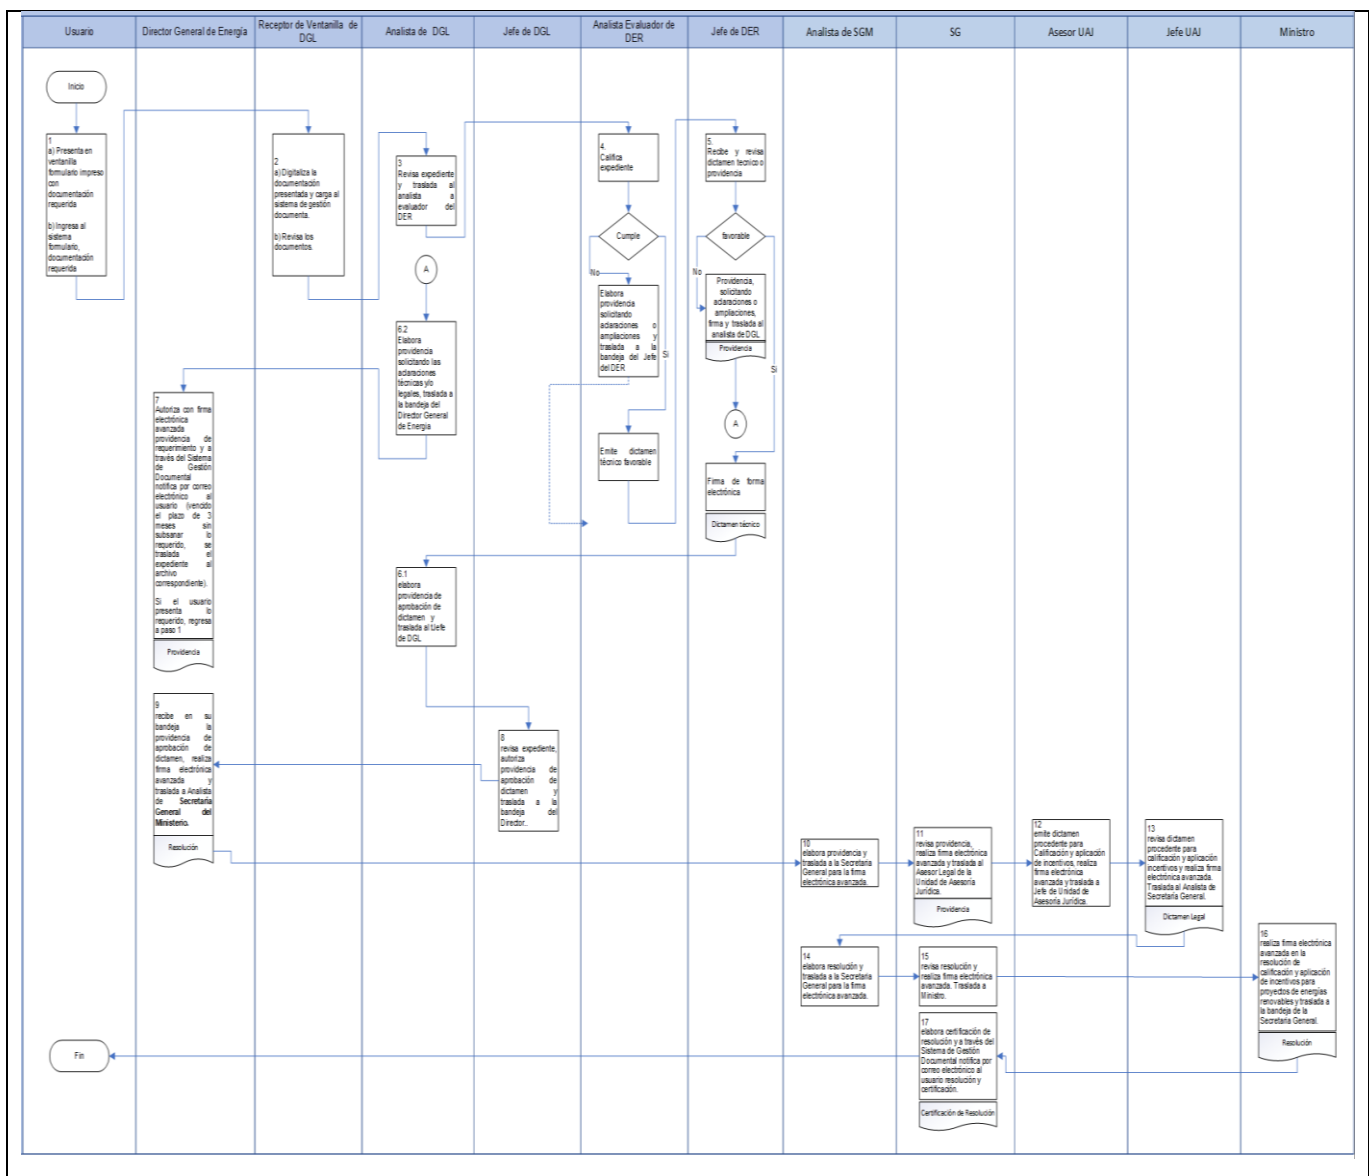 Usuario
Director General de Energía
Receptor de Ventanilla de
DGL
Analista de DGL
Jefe de DGL
Analista Evaluador de
DER
Jefe de DER
Analista de SGM
SG
Asesor UAJ
Jefe UAJ
Ministro
Inicio
1
a) Presenta en
ventanilla
formulario impreso
con
documentación
requerida
b) Ingresa al
sistema
formulario,
documentación
requerida
2
a) Digitaliza la
documentación
presentada y carga al
sistema de gestión
documenta.
b) Revisa los
documentos.
3
Revisa expediente
y traslada al
analista a
evaluador del
DER
4.
Califica
expediente
Cumple
No
Si
Elabora
providencia
solicitando
aclaraciones o
ampliaciones y
traslada a la
bandeja del Jefe
del DER
Emite dictamen
técnico favorable
5.
Recibe y revisa
dictamen tecnico o
providencia
favorable
No
Si
Providencia,
solicitando
aclaraciones o
ampliaciones,
firma y traslada al
analista de DGL
Providencia
A
Firma de forma
electrónica
Dictamen técnico
A
6.2
Elabora
providencia
solicitando las
aclaraciones
técnicas y/o
legales, traslada a
la bandeja del
Director General
de Energia
7
Autoriza con firma
electrónica
avanzada
providencia de
requerimiento y a
través del Sistema
de Gestión
Documental
notifica por correo
electrónico al
usuario (vencido
el plazo de 3
meses sin
subsanar lo
requerido, se
traslada el
expediente al
archivo
correspondiente).
Si el usuario
presenta lo
requerido, regresa
a paso 1
Providencia
6.1
elabora
providencia de
aprobación de
dictamen y
traslada al tJefe
de DGL
8
revisa expediente,
autoriza
providencia de
aprobación de
dictamen y
traslada a la
bandeja del
Director..
9
recibe en su
bandeja la
providencia de
aprobación de
dictamen, realiza
firma electrónica
avanzada y
traslada a Analista
de Secretaría
General del
Ministerio.
Resolución
10
elabora providencia y
traslada a la Secretaria
General para la firma
electrónica avanzada.
11
revisa providencia,
realiza firma electrónica
avanzada y traslada al
Asesor Legal de la
Unidad de Asesoría
Jurídica.
Providencia
12
emite dictamen
procedente para
Calificación y aplicación
de incentivos, realiza
firma electrónica
avanzada y traslada a
Jefe de Unidad de
Asesoría Jurídica.
13
revisa dictamen
procedente para
calificación y aplicación
incentivos y realiza firma
electrónica avanzada.
Traslada al Analista de
Secretaría General.
Dictamen Legal
14
elabora resolución y
traslada a la Secretaria
General para la firma
electrónica avanzada.
15
revisa resolución y
realiza firma electrónica
avanzada. Traslada a
Ministro.
16
realiza firma electrónica
avanzada en la
resolución de
calificación y aplicación
de incentivos para
proyectos de energías
renovables y traslada a
la bandeja de la
Secretaria General.
Resolución
17
elabora certificación de
resolución y a través del
Sistema de Gestión
Documental notifica por
correo electrónico al
usuario resolución y
certificación.
Certificación de Resolución
Fin